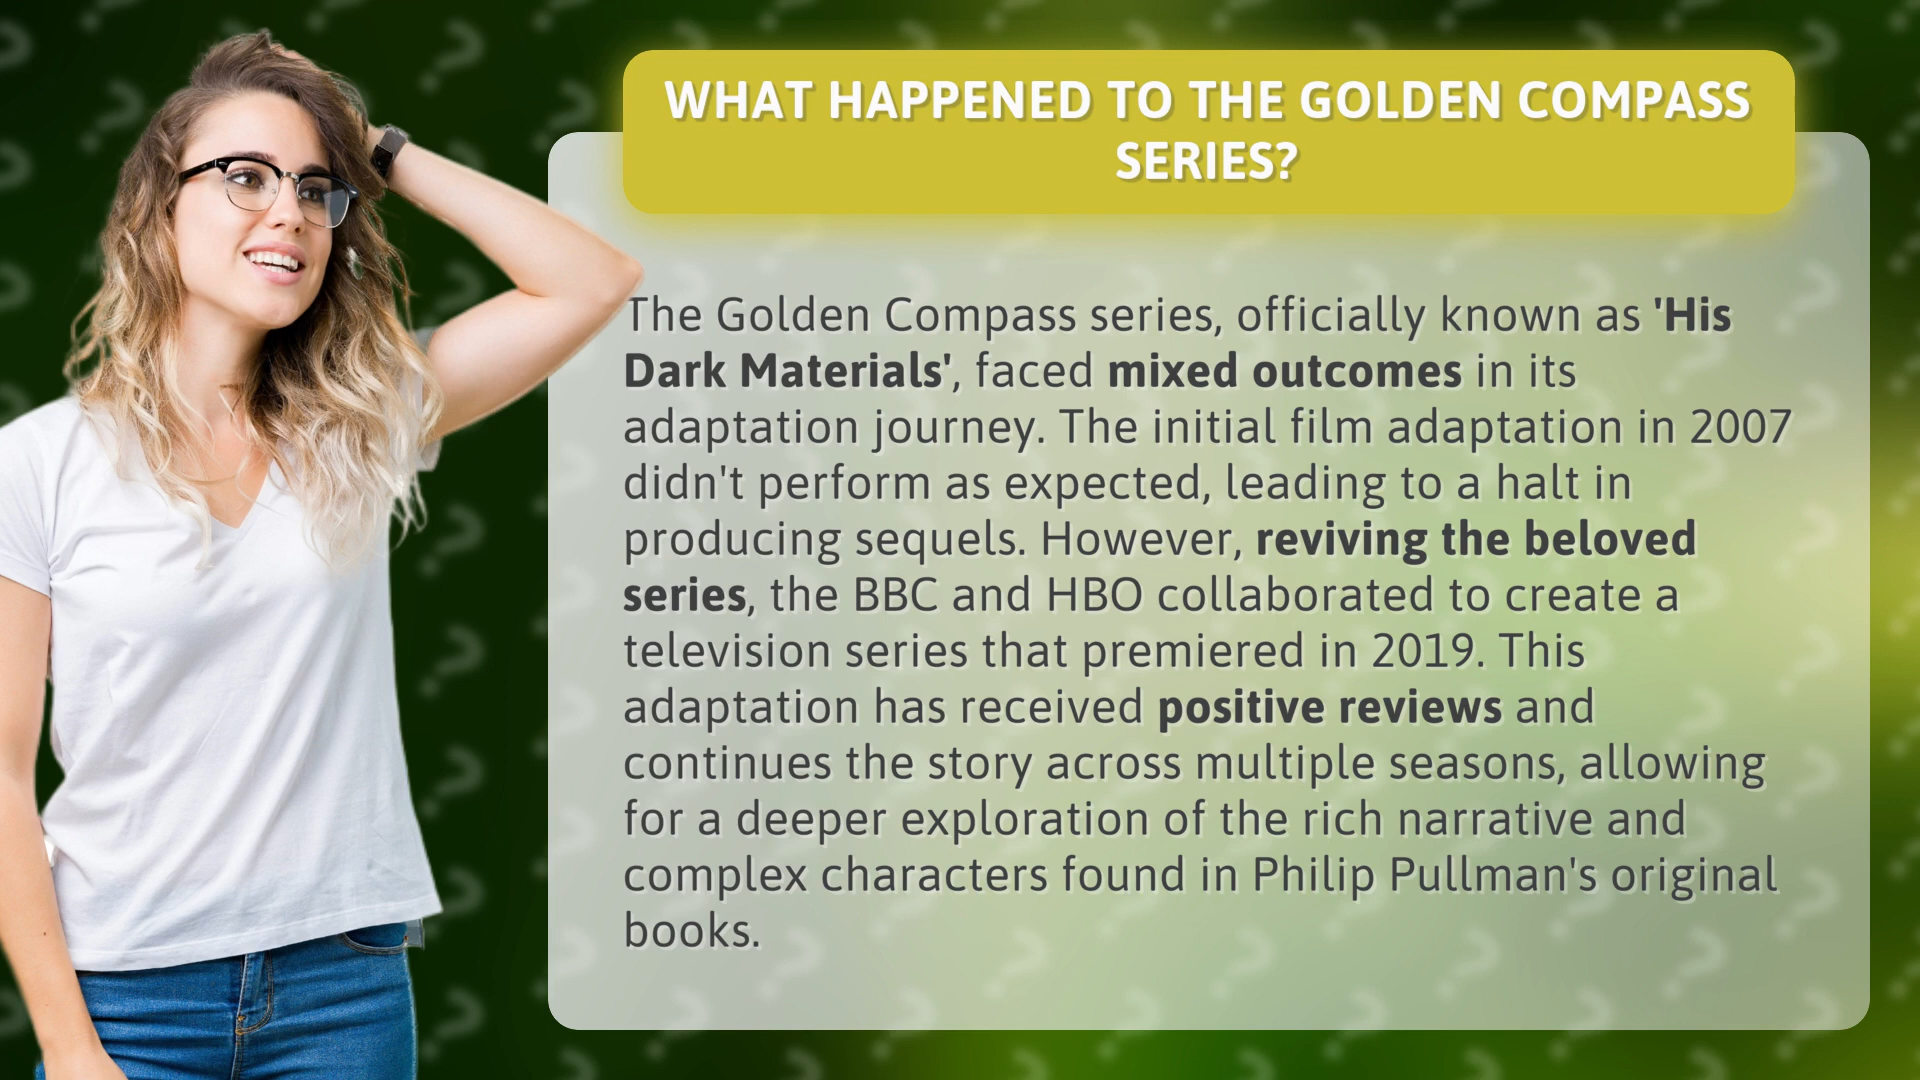 WHAT HAPPENED TO THE GOLDEN COMPASS
SERIES?
The Golden Compass series, officially known as 'His
Dark Materials', faced mixed outcomes in its
adaptation journey. The initial film adaptation in 2007
didn't perform as expected, leading to a halt in
producing sequels. However, reviving the beloved
series, the BBC and HBO collaborated to create a
television series that premiered in 2019. This
adaptation has received positive reviews and
continues the story across multiple seasons, allowing
for a deeper exploration of the rich narrative and
complex characters found in Philip Pullman's original
books.